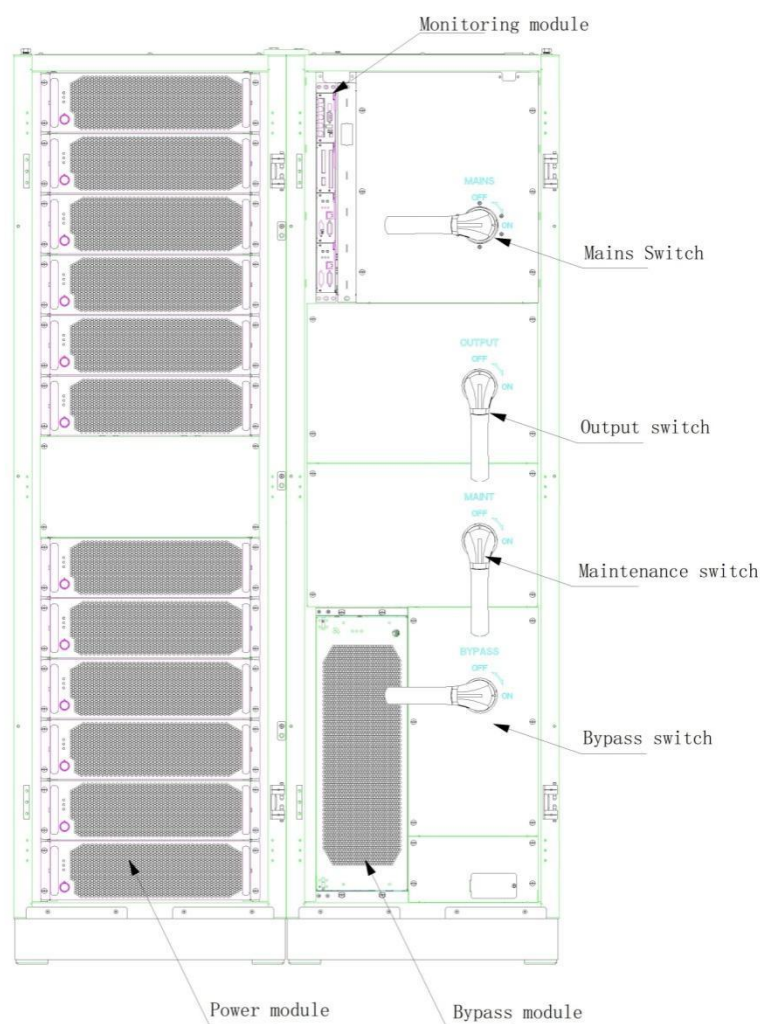 Monitoring module
MAINS
OFF
ON
Mains Switch
OUTPUT
OFF
ON
Output switch
MAINT
OFF
ON
Maintenance switch
BYPASS
OFF
ON
Bypass switch
Power module
Bypass module